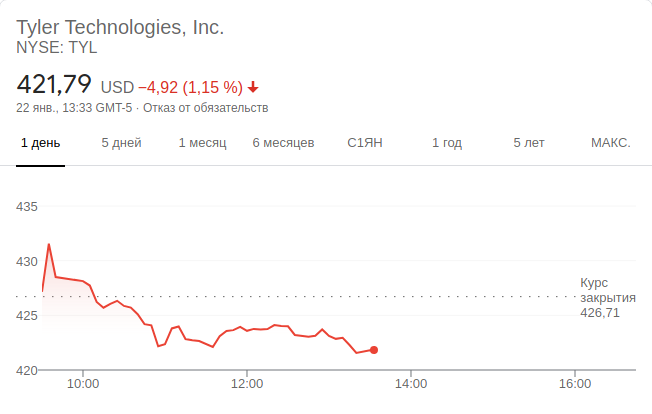 Tyler Technologies, Inc.
NYSE: TYL
421,79 USD −4,92 (1,15 %)
22 янв., 13:33 GMT-5 · Отказ от обязательств
1 день 5 дней 1 месяц 6 месяцев С1ЯН 1 год 5 лет МАКС.
435
430
Курс
закрытия
426,71
425
420
10:00 12:00 14:00 16:00